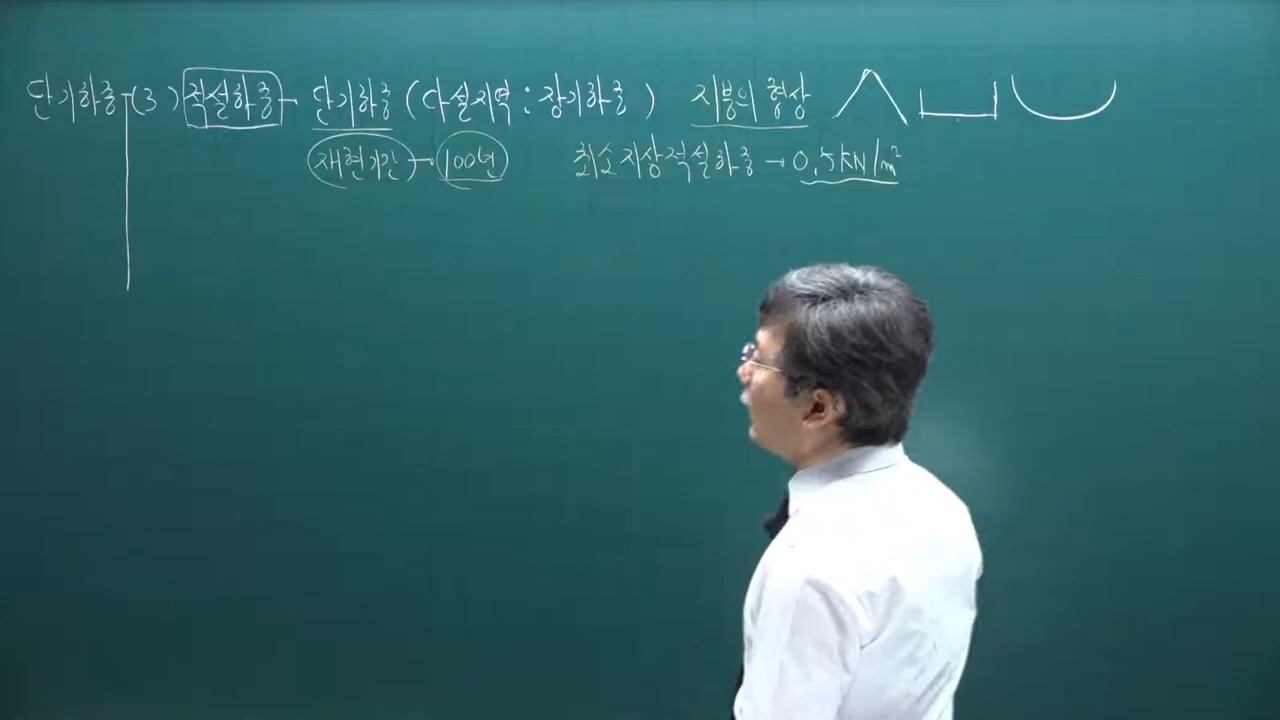 단기하중 (3) 적설하중 - 단기하중 (다설지역 : 장기하중) 지붕의 형상
재현기간 → 100년 최소지상적설하중 → 0.5kN/m²